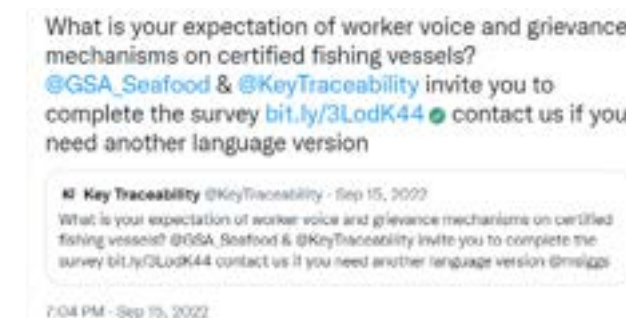 What is your expectation of worker voice and grievance
mechanisms on certified fishing vessels?
@GSA_Seafood & @KeyTraceability invite you to
complete the survey bit.ly/3LodK44 contact us if you
need another language version
Key Traceability @KeyTraceability - Sep 15, 2022
What is your expectation of worker voice and grievance mechanisms on certified
fishing vessels? @GSA_Seafood & @KeyTraceability invite you to complete the
survey bit.ly/3LodK44 contact us if you need another language version @msiggs
7:04 PM - Sep 15, 2022